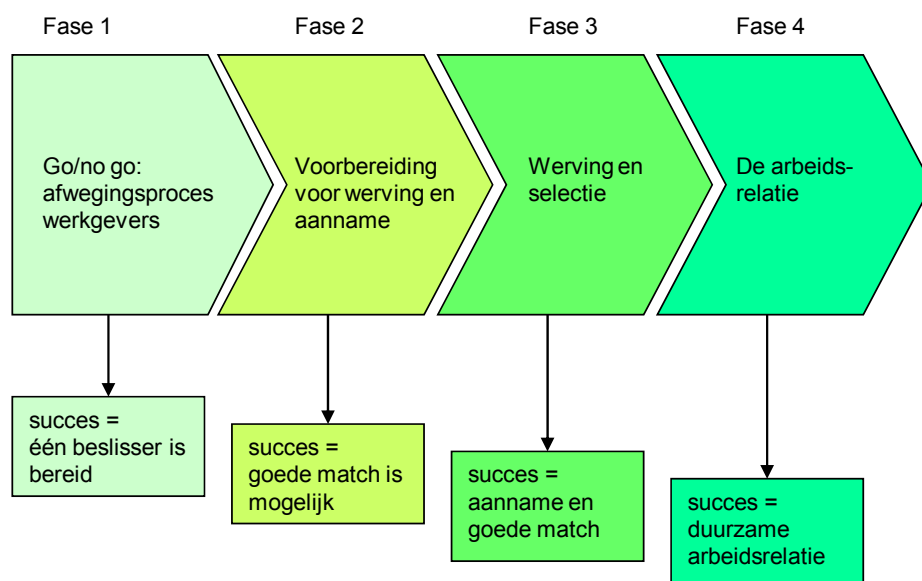 Fase 1
Fase 2
Fase 3
Fase 4
Go/no go:
afwegingsproces
werkgevers
Voorbereiding
voor werving en
aanname
Werving en
selectie
De arbeids-
relatie
succes =
één beslisser is
bereid
succes =
goede match is
mogelijk
succes =
aanname en
goede match
succes =
duurzame
arbeidsrelatie